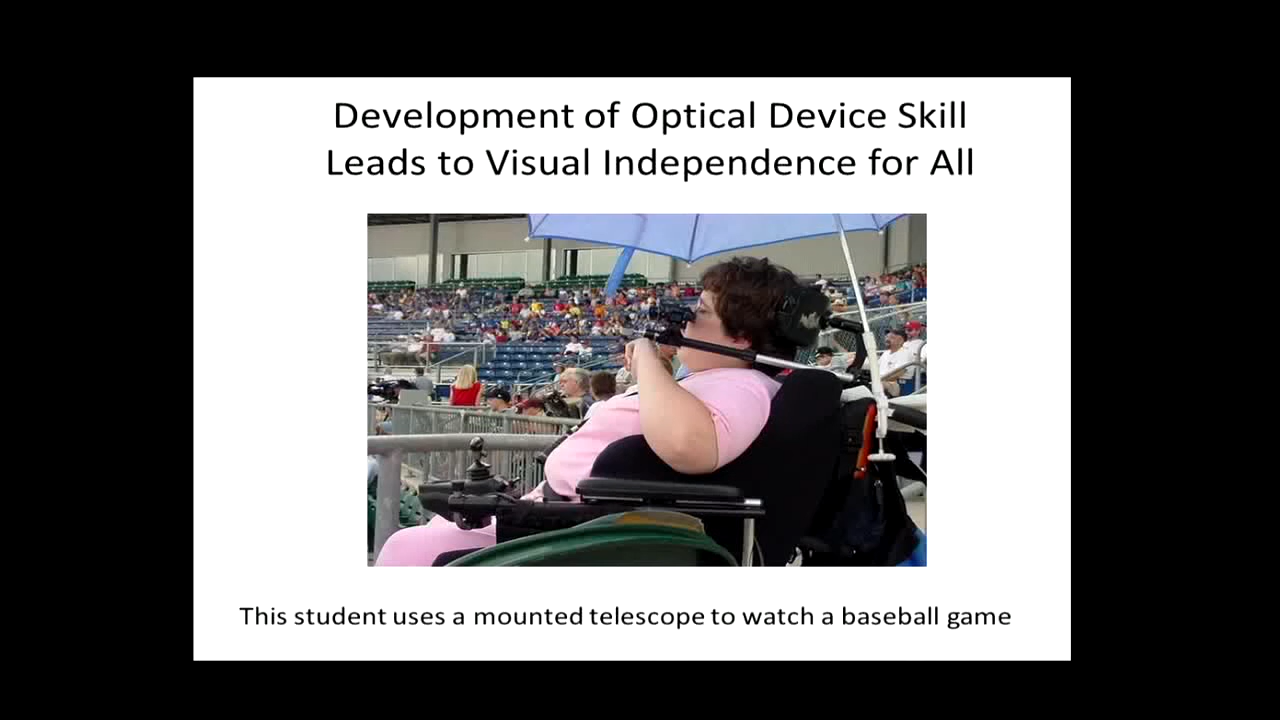 Development of Optical Device Skill
Leads to Visual Independence for All
This student uses a mounted telescope to watch a baseball game